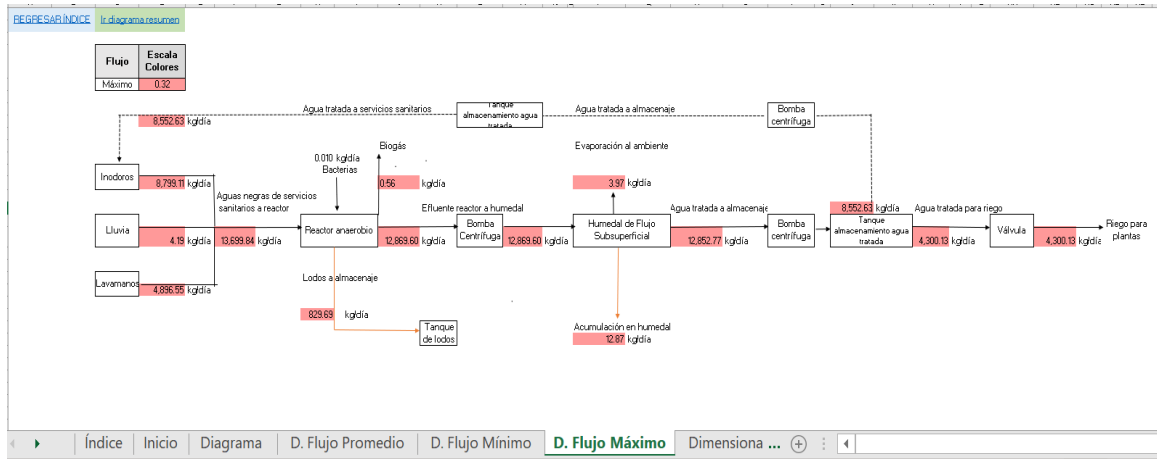 REGRESAR ÍNDICE Ir diagrama resumen
Flujo Escala Colores
Máximo 0.32
Agua tratada a servicios sanitarios
Tanque
almacenamiento agua
tratada
Agua tratada a almacenaje
Bomba
centrífuga
8,552.63 kg/día
Biogás
Evaporación al ambiente
0.010 kg/día
Bacterias
Inodoros
8,799.11 kg/día
0.56 kg/día
3.97 kg/día
Aguas negras de servicios
sanitarios a reactor
Efluente reactor a humedal
Agua tratada a almacenaje
8,552.63 kg/día
Agua tratada para riego
Lluvia
4.19 kg/día
13,699.84 kg/día
Reactor anaerobio
12,869.60 kg/día
Bomba
Centrífuga
12,869.60 kg/día
Humedal de Flujo
Subsuperficial
12,852.77 kg/día
Bomba
centrífuga
Tanque
almacenamiento agua
tratada
4,300.13 kg/día
Válvula
4,300.13 kg/día
Riego para
plantas
Lavamanos
4,896.55 kg/día
Lodos a almacenaje
829.69 kg/día
Tanque
de lodos
Acumulación en humedal
12.87 kg/día
Índice Inicio Diagrama D. Flujo Promedio D. Flujo Mínimo D. Flujo Máximo Dimensiona ...